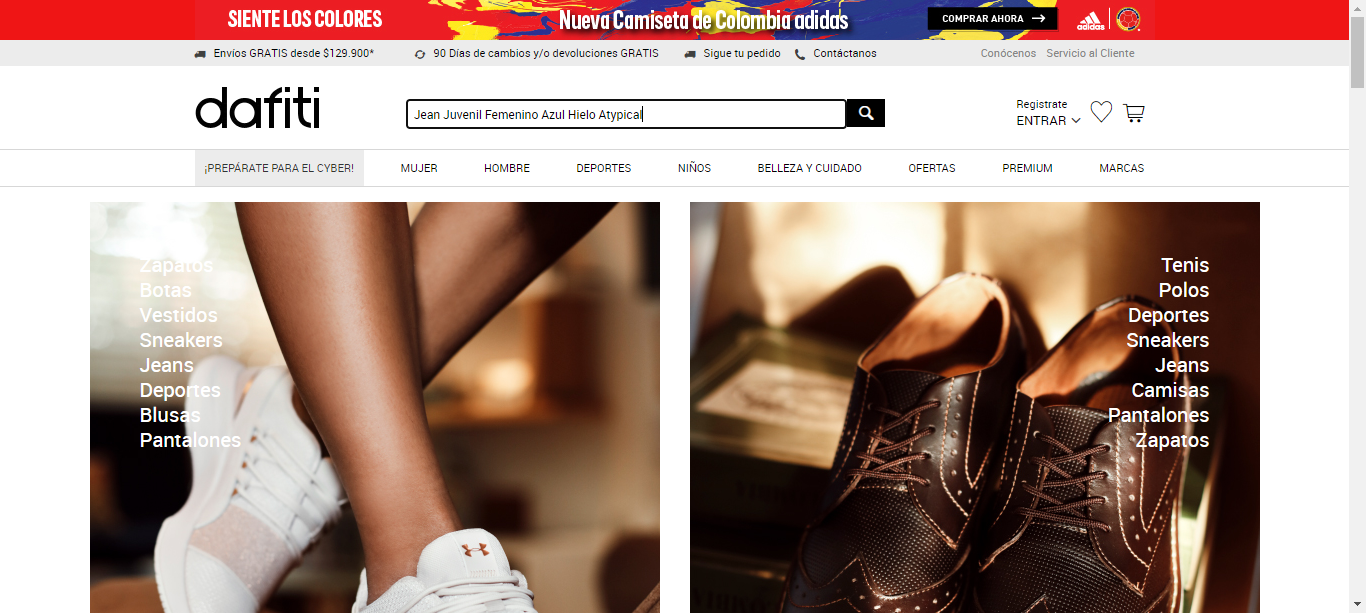 SIENTE LOS COLORES
Nueva Camiseta de Colombia adidas
COMPRAR AHORA
adidas
Envíos GRATIS desde $129.900*
90 Días de cambios y/o devoluciones GRATIS
Sigue tu pedido
Contáctanos
Conócenos
Servicio al Cliente
dafiti
Jean Juvenil Femenino Azul Hielo Atypical
Registrate
ENTRAR
¡PREPÁRATE PARA EL CYBER!
MUJER
HOMBRE
DEPORTES
NIÑOS
BELLEZA Y CUIDADO
OFERTAS
PREMIUM
MARCAS
Zapatos
Botas
Vestidos
Sneakers
Jeans
Deportes
Blusas
Pantalones
Tenis
Polos
Deportes
Sneakers
Jeans
Camisas
Pantalones
Zapatos